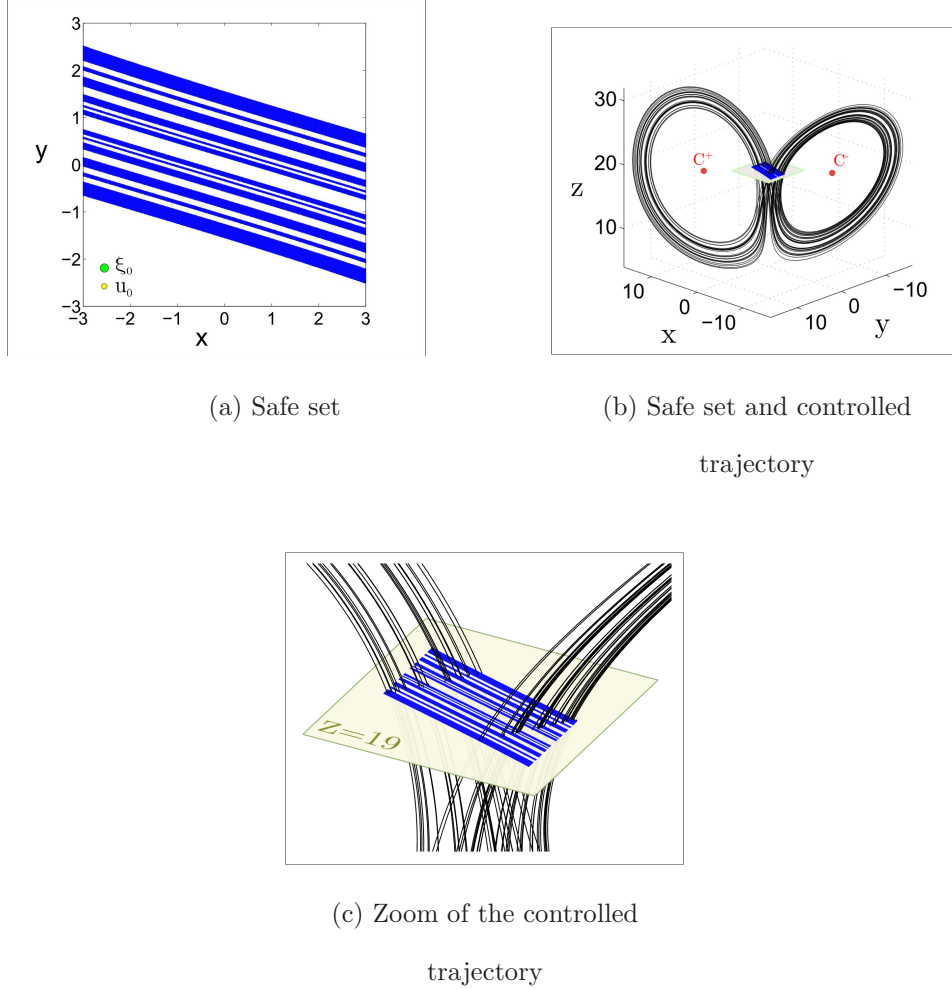 3
2
1
0
−1
−2
−3
y
ξ₀
u₀
−3 −2 −1 0 1 2 3
x
30
20
10
z
C⁺
C⁻
10
0
−10
x
10
0
−10
y
(a) Safe set
(b) Safe set and controlled
trajectory
Z=19
(c) Zoom of the controlled
trajectory